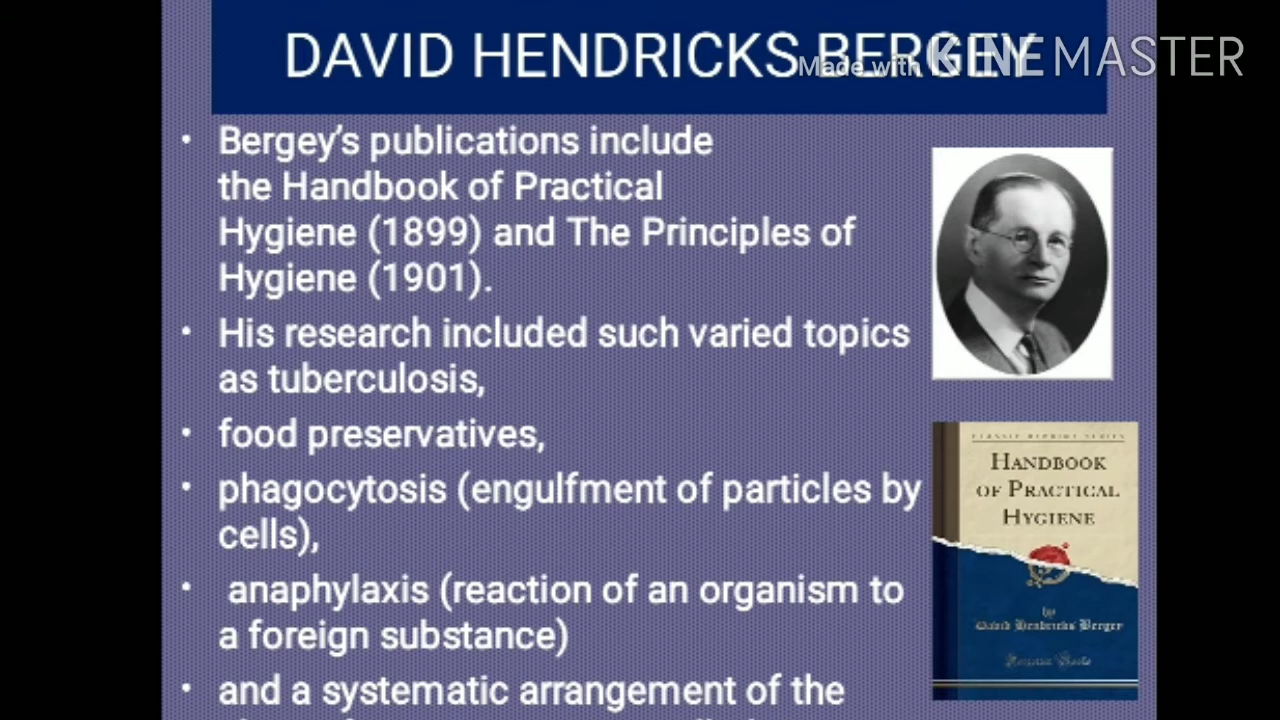 DAVID HENDRICKS BERGEY
Made with KINEMASTER
• Bergey's publications include
the Handbook of Practical
Hygiene (1899) and The Principles of
Hygiene (1901).
• His research included such varied topics
as tuberculosis,
• food preservatives,
• phagocytosis (engulfment of particles by
cells),
• anaphylaxis (reaction of an organism to
a foreign substance)
• and a systematic arrangement of the
CLASSIC REPRINT SERIES
HANDBOOK
OF PRACTICAL
HYGIENE
by
David Hendricks Bergey